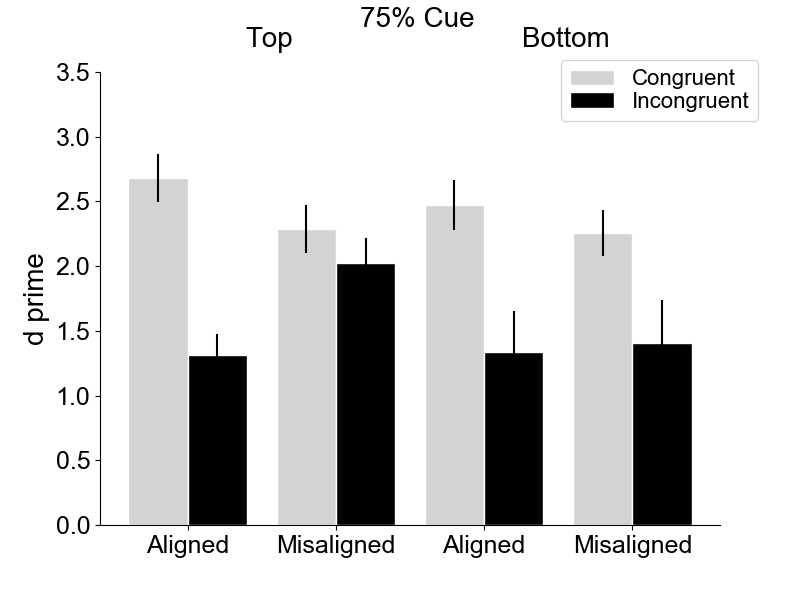 75% Cue
Top Bottom
Congruent
Incongruent
3.5
3.0
2.5
2.0
1.5
1.0
0.5
0.0
d prime
Aligned Misaligned Aligned Misaligned